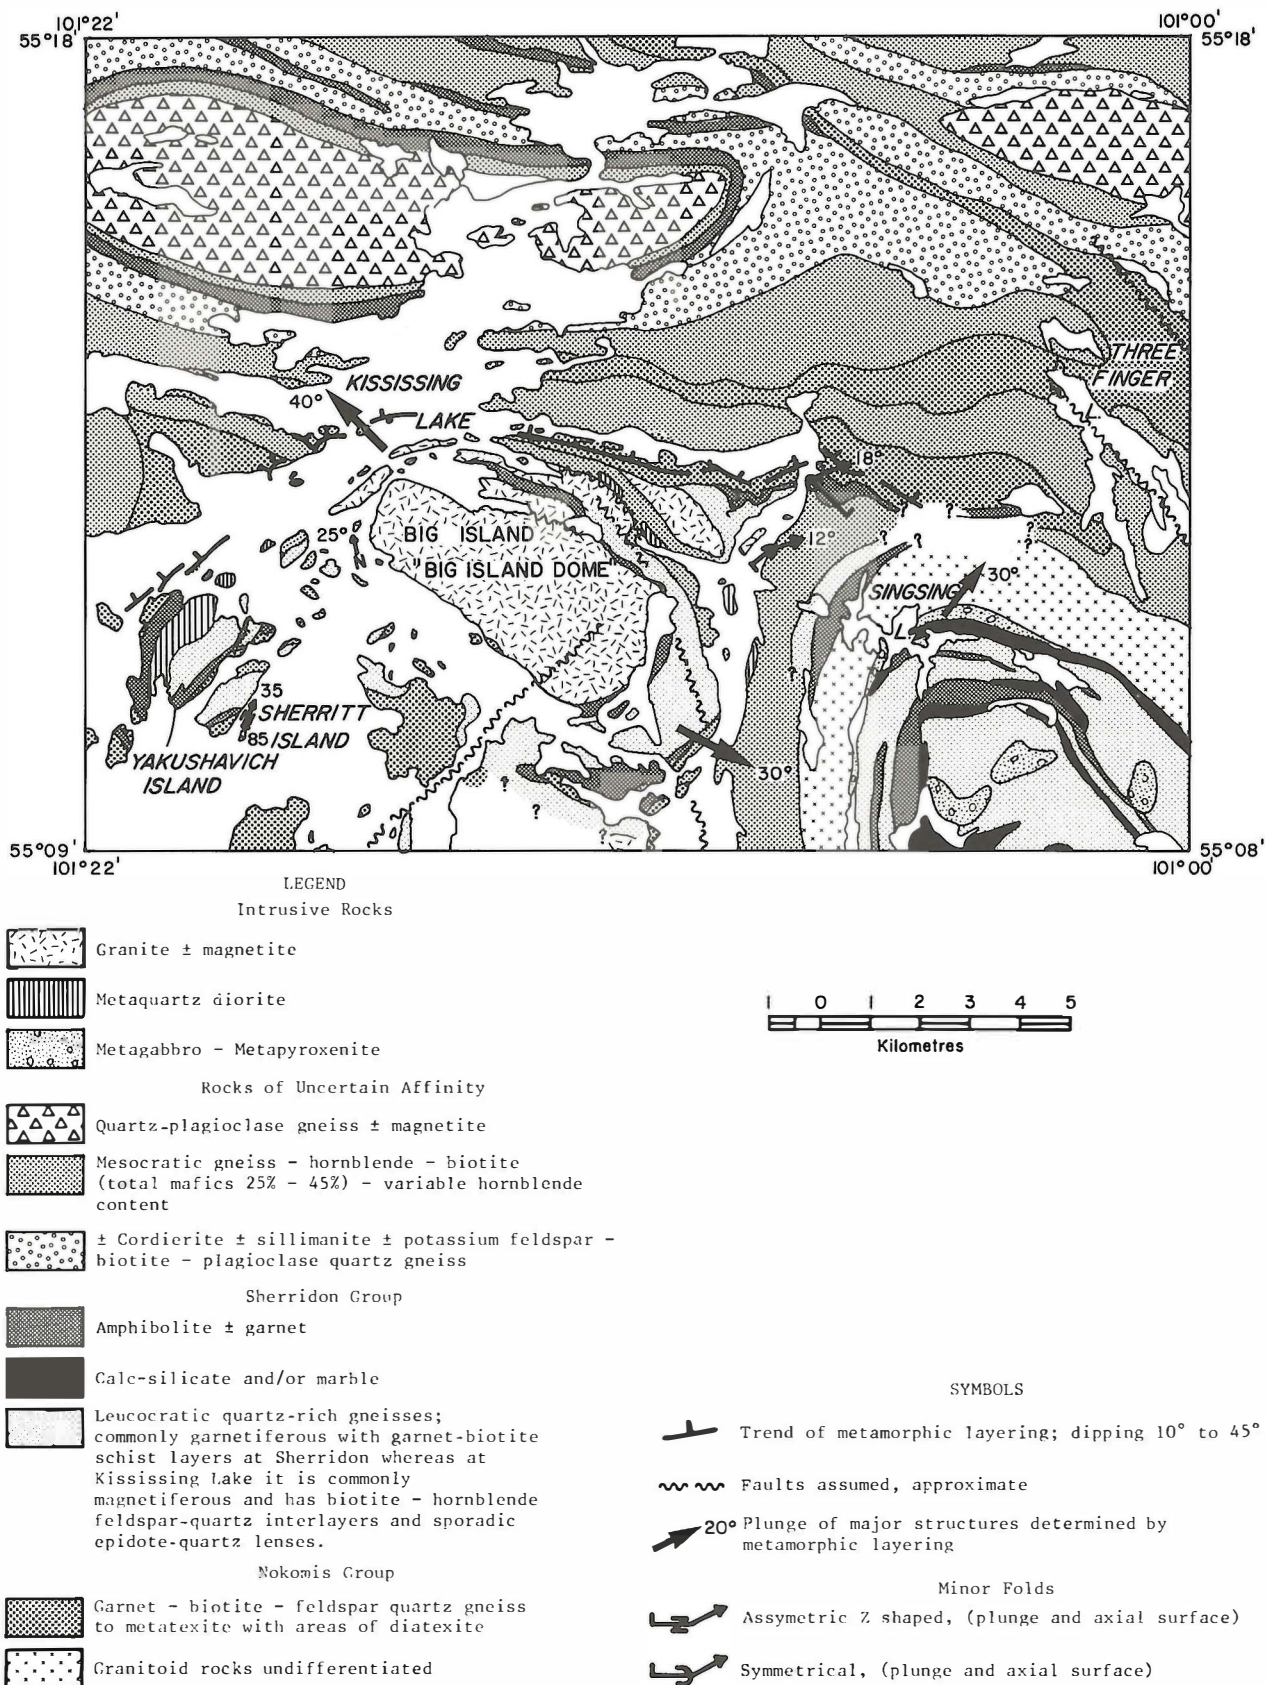 101°22'
101°00'
55°18'
55°18'
THREE
FINGER
L.
KISSISSING
40°
LAKE
18°
25°
BIG ISLAND
12°
"BIG ISLAND DOME"
30°
SINGSING
L.
35
SHERRITT
85 ISLAND
YAKUSHAVICH
ISLAND
30°
? ? ? ? ? ? ? ? ?
55°09'
55°08'
101°22'
101°00'
LEGEND
Intrusive Rocks
Granite ± magnetite
Metaquartz diorite
Metagabbro - Metapyroxenite
Rocks of Uncertain Affinity
Quartz-plagioclase gneiss ± magnetite
Mesocratic gneiss - hornblende - biotite
(total mafics 25% - 45%) - variable hornblende
content
± Cordierite ± sillimanite ± potassium feldspar -
biotite - plagioclase quartz gneiss
Sherridon Group
Amphibolite ± garnet
Calc-silicate and/or marble
Leucocratic quartz-rich gneisses;
commonly garnetiferous with garnet-biotite
schist layers at Sherridon whereas at
Kississing Lake it is commonly
magnetiferous and has biotite - hornblende
feldspar-quartz interlayers and sporadic
epidote-quartz lenses.
Nokomis Group
Garnet - biotite - feldspar quartz gneiss
to metatexite with areas of diatexite
Granitoid rocks undifferentiated
1 0 1 2 3 4 5
Kilometres
SYMBOLS
Trend of metamorphic layering; dipping 10° to 45°
Faults assumed, approximate
20° Plunge of major structures determined by
metamorphic layering
Minor Folds
Assymetric Z shaped, (plunge and axial surface)
Symmetrical, (plunge and axial surface)